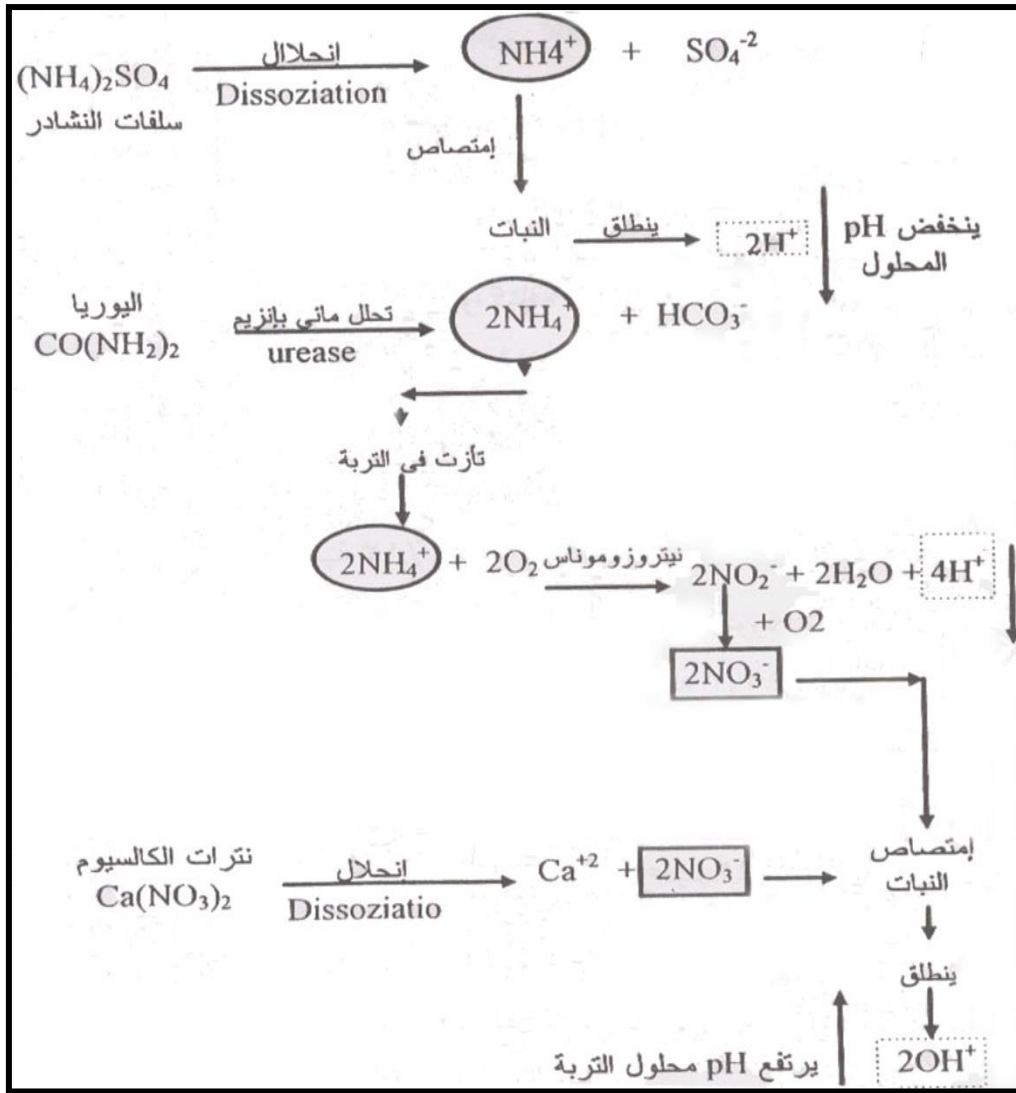 (NH₄)₂SO₄ إنحلاال NH4⁺ + SO₄⁻²
Dissoziation
سلفات النشادر
إمتصاص
النبات ينطلق 2H⁺ ينخفض pH
المحلول
اليوريا
CO(NH₂)₂ تحلل مائي بإنزيم 2NH₄⁺ + HCO₃⁻
urease
تأزت في التربة
2NH₄⁺ + 2O₂ نيتروزوموناس 2NO₂⁻ + 2H₂O + 4H⁺
+ O2
2NO₃⁻
نترات الكالسيوم
Ca(NO₃)₂ إنحلال Ca⁺² + 2NO₃⁻ إمتصاص
النبات
Dissoziatio
ينطلق
يرتفع pH محلول التربة 2OH⁺